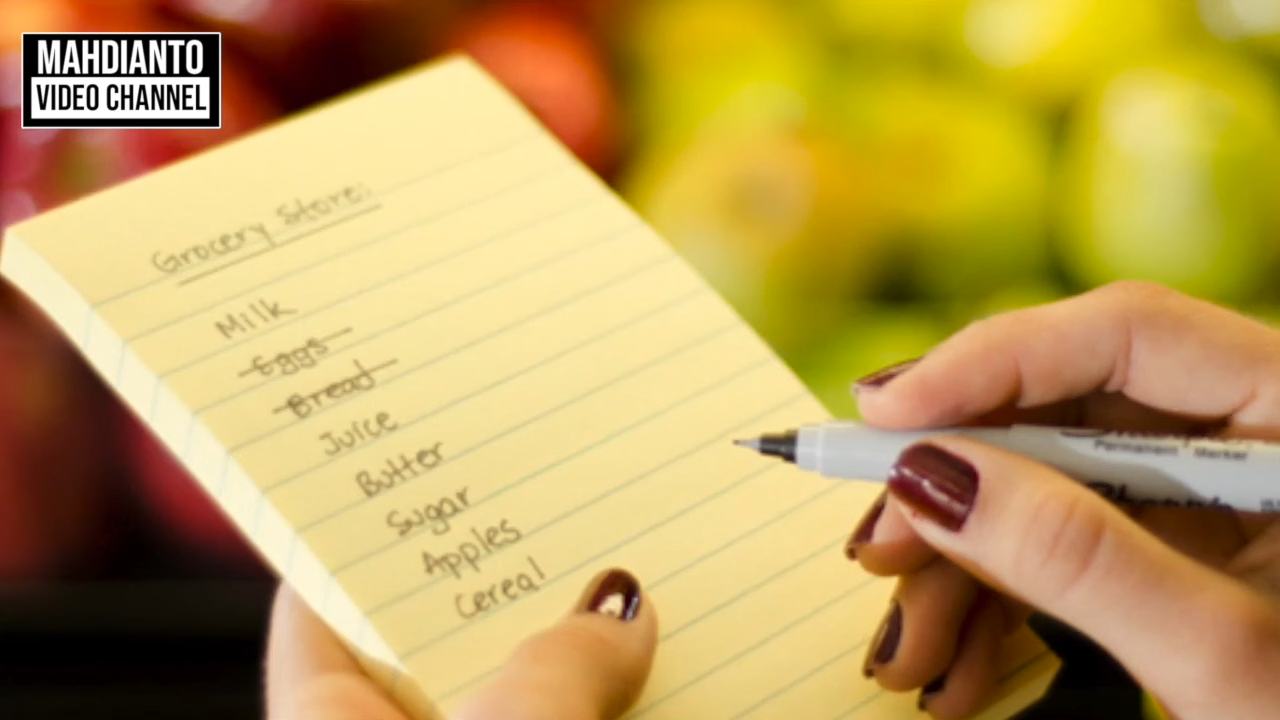 MAHDIANTO
VIDEO CHANNEL
Grocery Store:
Milk
Eggs
Bread
Juice
Butter
Sugar
Apples
Cereal
Permanent Marker